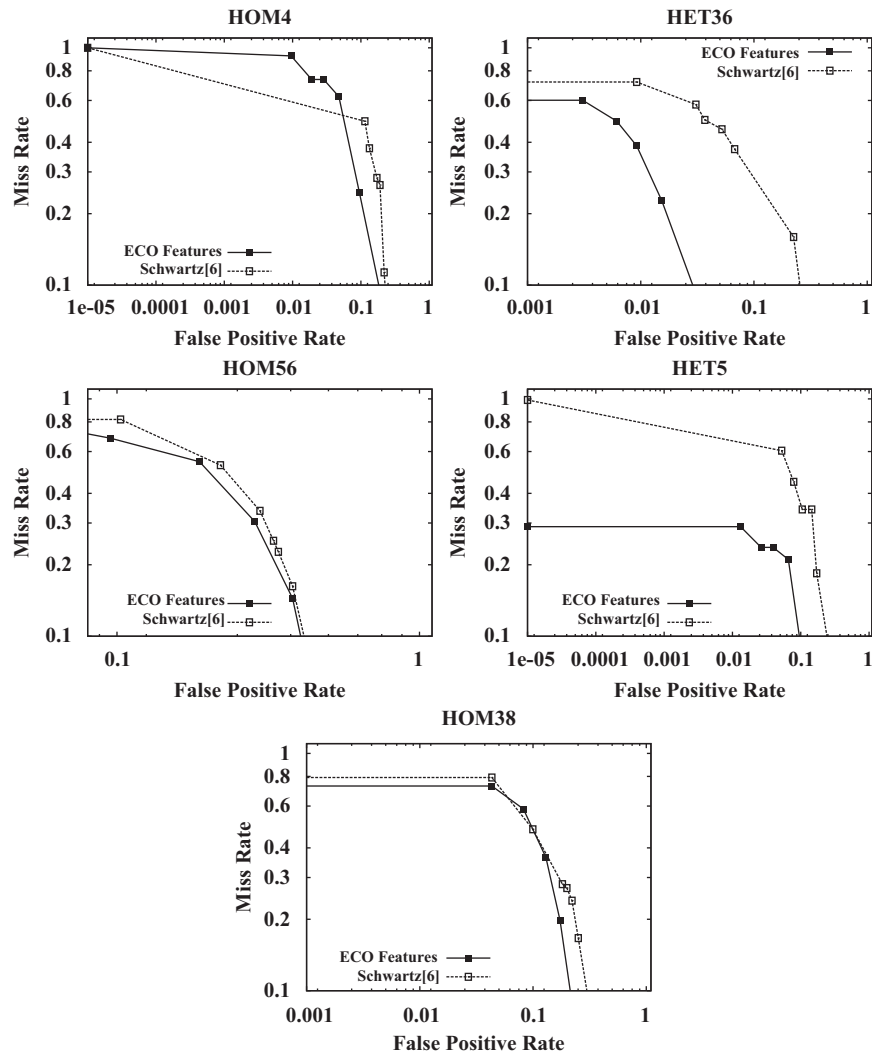 HOM4
1
0.8
0.6
0.4
0.3
0.2
0.1
Miss Rate
ECO Features
Schwartz[6]
1e-05 0.0001 0.001 0.01 0.1 1
False Positive Rate
HET36
1
0.8
0.6
0.4
0.3
0.2
0.1
Miss Rate
ECO Features
Schwartz[6]
0.001 0.01 0.1 1
False Positive Rate
HOM56
1
0.8
0.6
0.4
0.3
0.2
0.1
Miss Rate
ECO Features
Schwartz[6]
0.1 1
False Positive Rate
HET5
1
0.8
0.6
0.4
0.3
0.2
0.1
Miss Rate
ECO Features
Schwartz[6]
1e-05 0.0001 0.001 0.01 0.1 1
False Positive Rate
HOM38
1
0.8
0.6
0.4
0.3
0.2
0.1
Miss Rate
ECO Features
Schwartz[6]
0.001 0.01 0.1 1
False Positive Rate